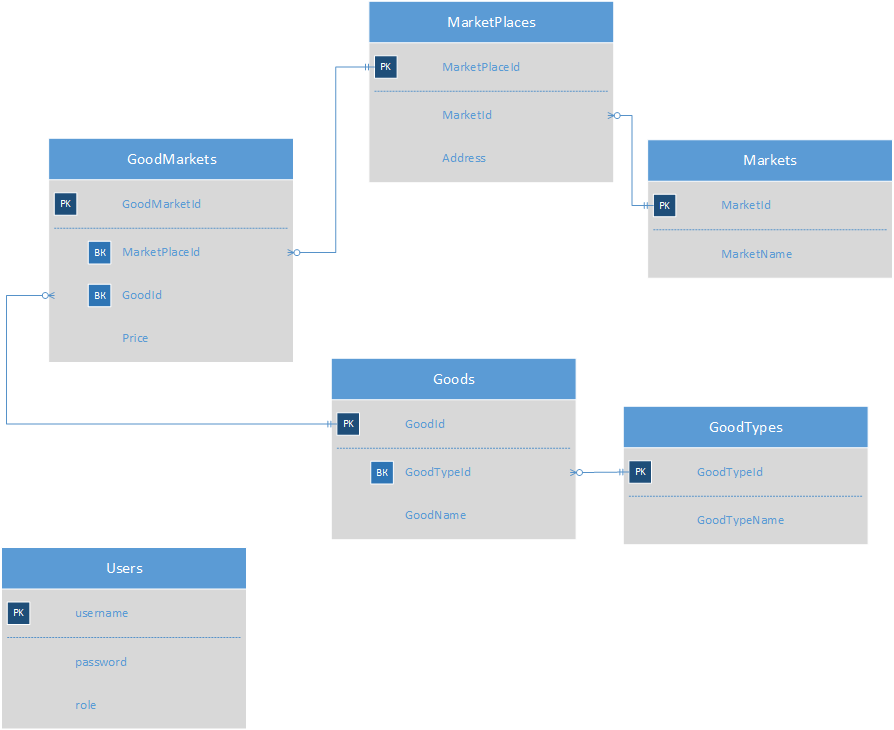 MarketPlaces
PK MarketPlaceId
MarketId
Address
GoodMarkets
PK GoodMarketId
ВК MarketPlaceId
ВК GoodId
Price
Markets
PK MarketId
MarketName
Goods
PK GoodId
ВК GoodTypeId
GoodName
GoodTypes
PK GoodTypeId
GoodTypeName
Users
PK username
password
role